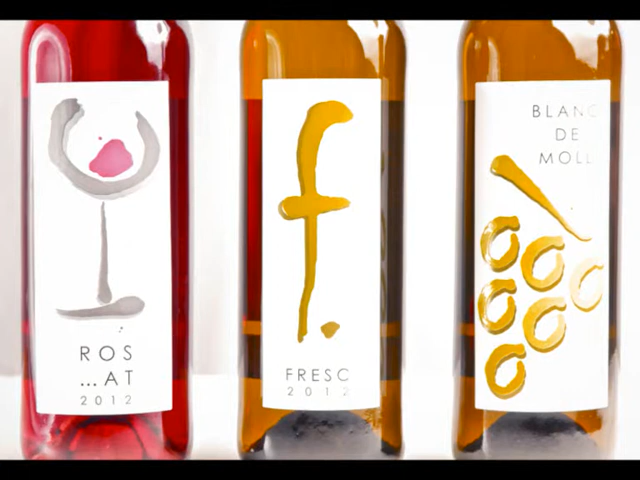 ROS
...AT
2012
f.
FRESC
2012
BLANC
DE
MOLL